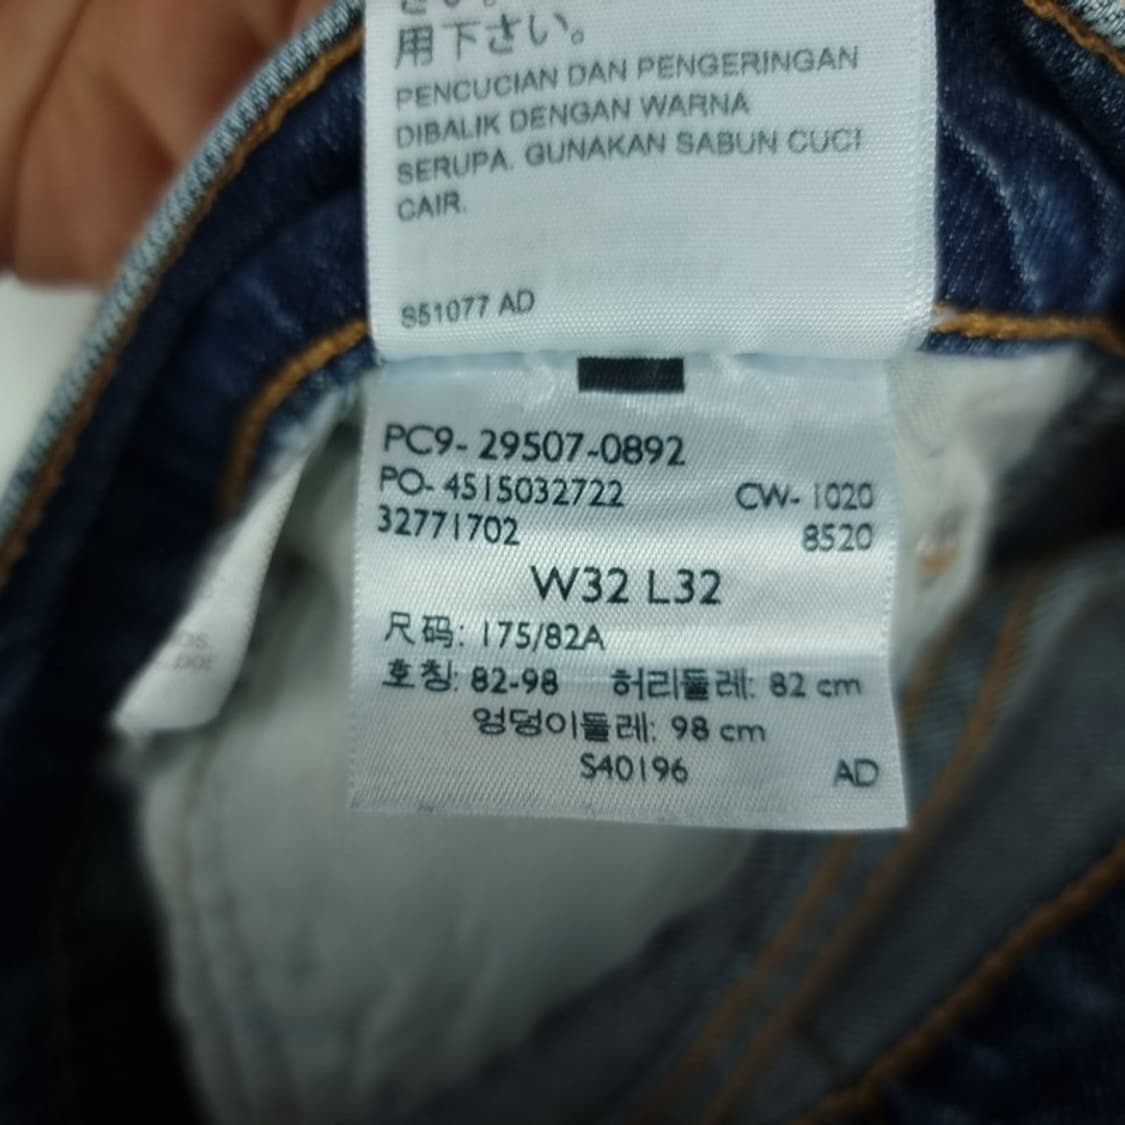 用下さい。
PENCUCIAN DAN PENGERINGAN
DIBALIK DENGAN WARNA
SERUPA. GUNAKAN SABUN CUCI
CAIR.
S51077 AD
PC9- 29507-0892
PO- 4515032722 CW- 1020
32771702 8520
W32 L32
尺码: 175/82A
호칭: 82-98 허리둘레: 82 cm
엉덩이둘레: 98 cm
S40196 AD